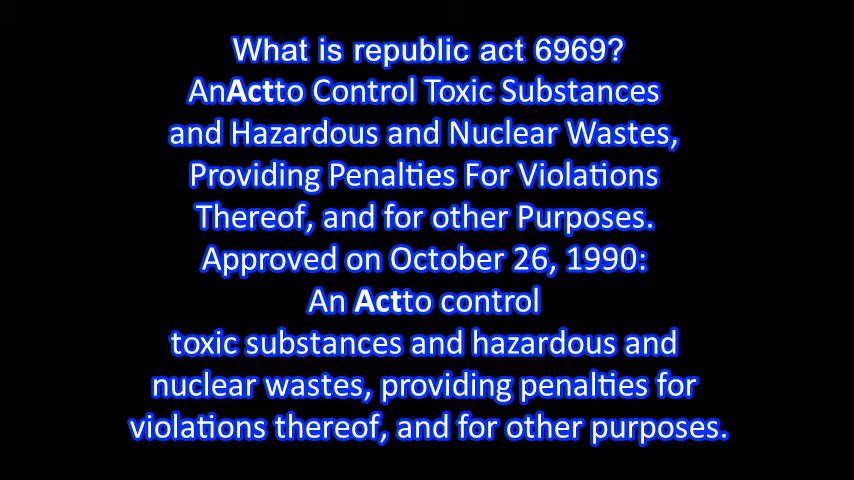 What is republic act 6969?
AnActto Control Toxic Substances
and Hazardous and Nuclear Wastes,
Providing Penalties For Violations
Thereof, and for other Purposes.
Approved on October 26, 1990:
An Actto control
toxic substances and hazardous and
nuclear wastes, providing penalties for
violations thereof, and for other purposes.